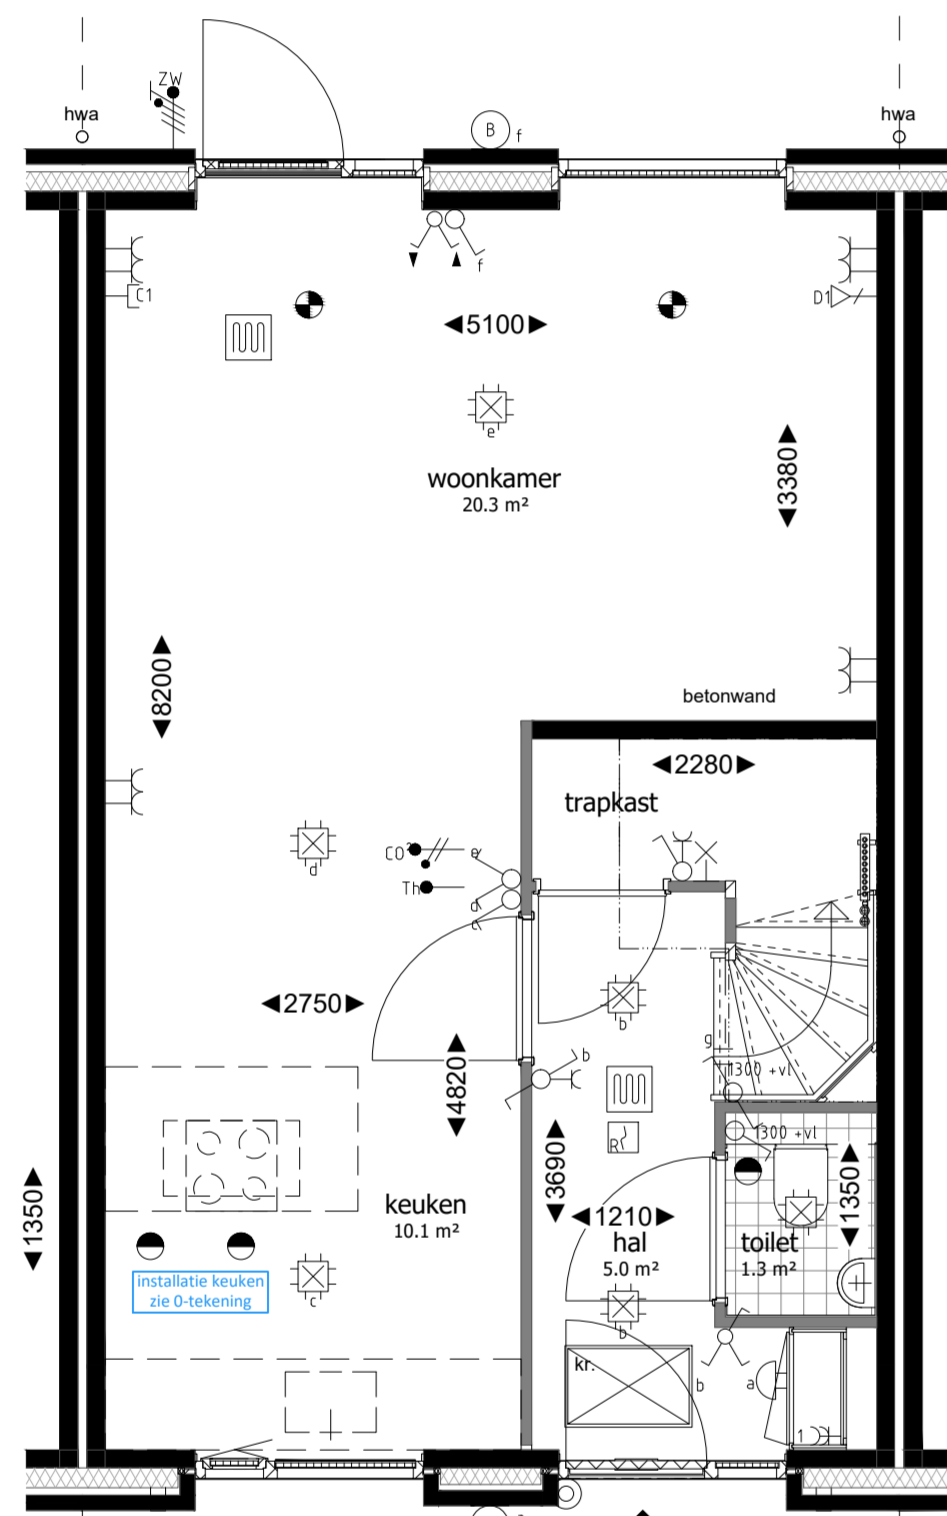 ZW
hwa
hwa
B
f
f
C1
D1
5100
e
woonkamer
20.3 m²
3380
8200
betonwand
2280
trapkast
d
CO²
e
Th
d
c
2750
b
g
b
1300 +vl
4820
R
1300 +vl
3690
1350
1350
keuken
10.1 m²
1210
hal
5.0 m²
toilet
1.3 m²
installatie keuken
zie 0-tekening
c
b
kr.
b
a
1